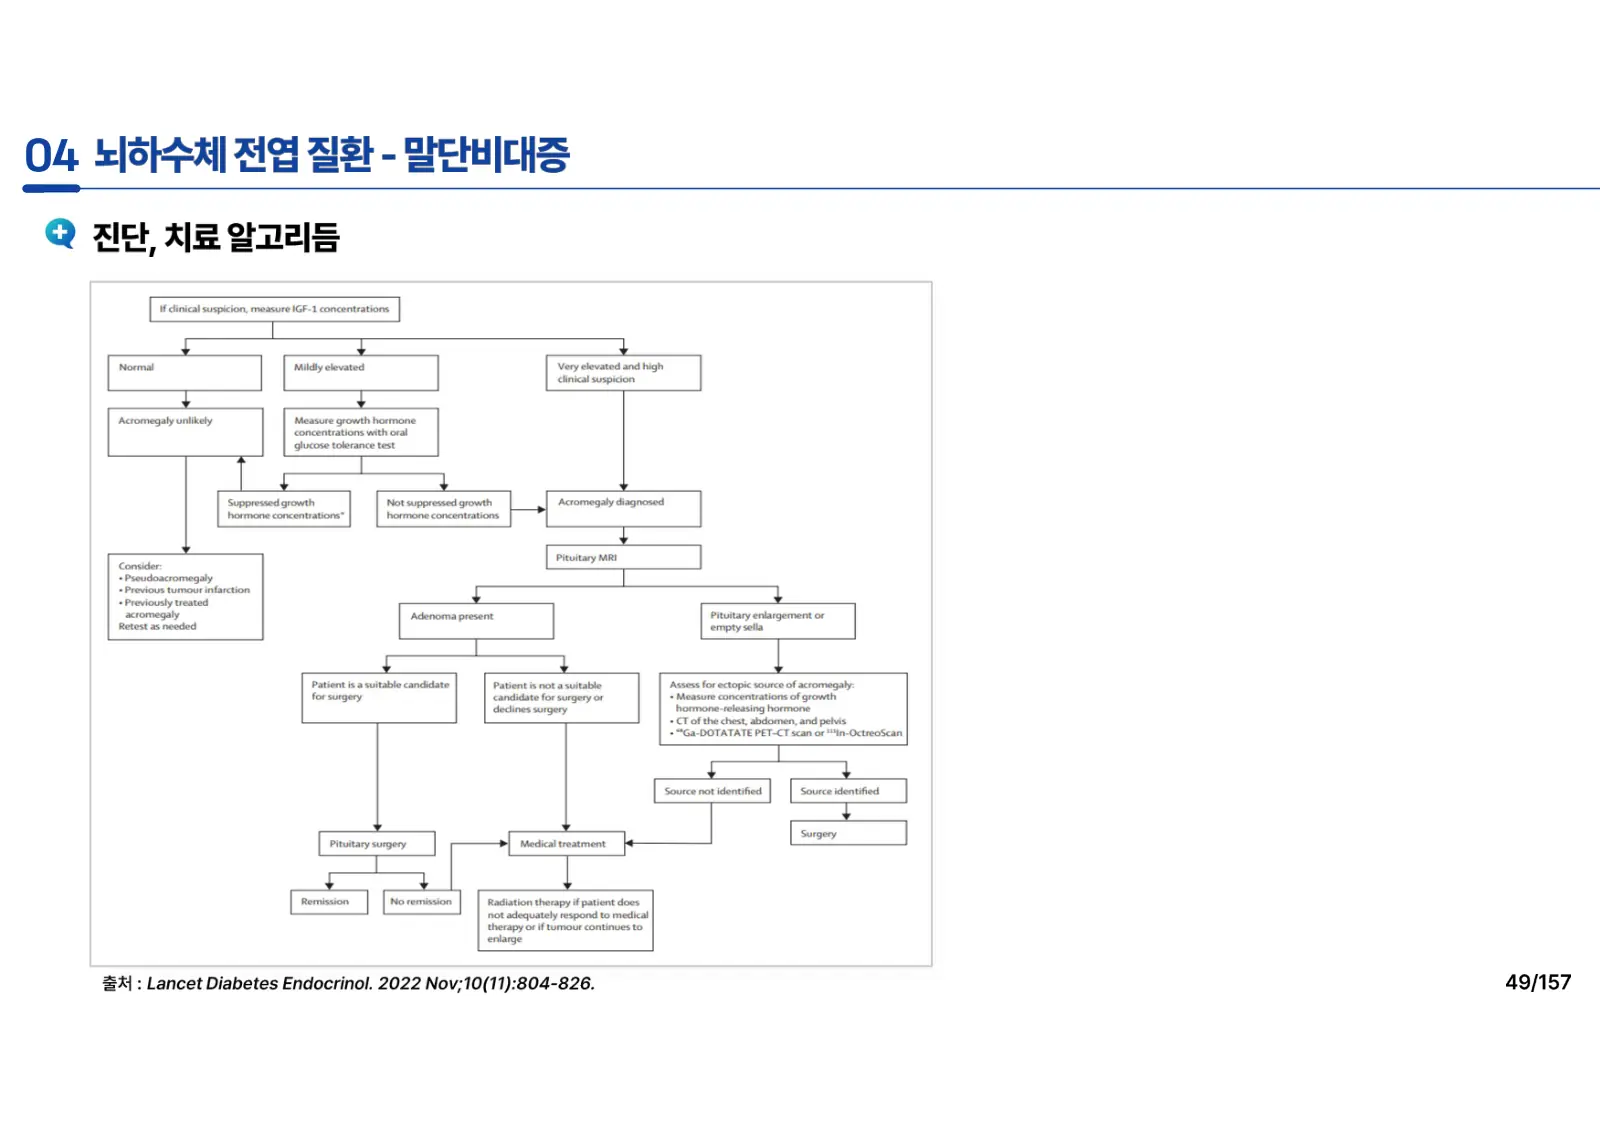 04 뇌하수체 전엽 질환 - 말단비대증
진단, 치료 알고리듬
If clinical suspicion, measure IGF-1 concentrations
Normal
Mildly elevated
Very elevated and high
clinical suspicion
Acromegaly unlikely
Measure growth hormone
concentrations with oral
glucose tolerance test
Suppressed growth
hormone concentrations*
Not suppressed growth
hormone concentrations
Acromegaly diagnosed
Pituitary MRI
Consider:
• Pseudoacromegaly
• Previous tumour infarction
• Previously treated
acromegaly
Retest as needed
Adenoma present
Pituitary enlargement or
empty sella
Patient is a suitable candidate
for surgery
Patient is not a suitable
candidate for surgery or
declines surgery
Assess for ectopic source of acromegaly:
• Measure concentrations of growth
hormone-releasing hormone
• CT of the chest, abdomen, and pelvis
• ⁶⁸Ga-DOTATATE PET–CT scan or ¹¹¹In-OctreoScan
Source not identified
Source identified
Surgery
Pituitary surgery
Medical treatment
Remission
No remission
Radiation therapy if patient does
not adequately respond to medical
therapy or if tumour continues to
enlarge
출처 : Lancet Diabetes Endocrinol. 2022 Nov;10(11):804-826.
49/157